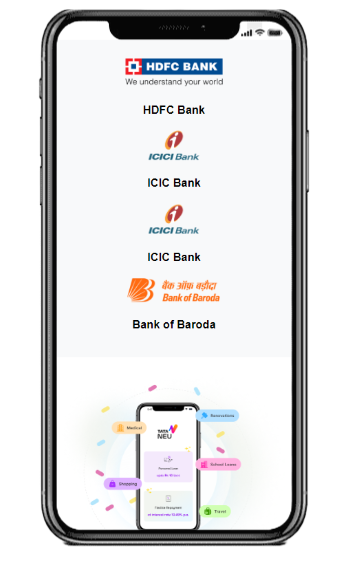 HDFC BANK
We understand your world
HDFC Bank
ICICI Bank
ICIC Bank
ICICI Bank
ICIC Bank
बैंक ऑफ़ बड़ौदा
Bank of Baroda
Bank of Baroda
Renovations
Medical
TATA
NEU
Personal Loan
School Loans
Shopping
Travel